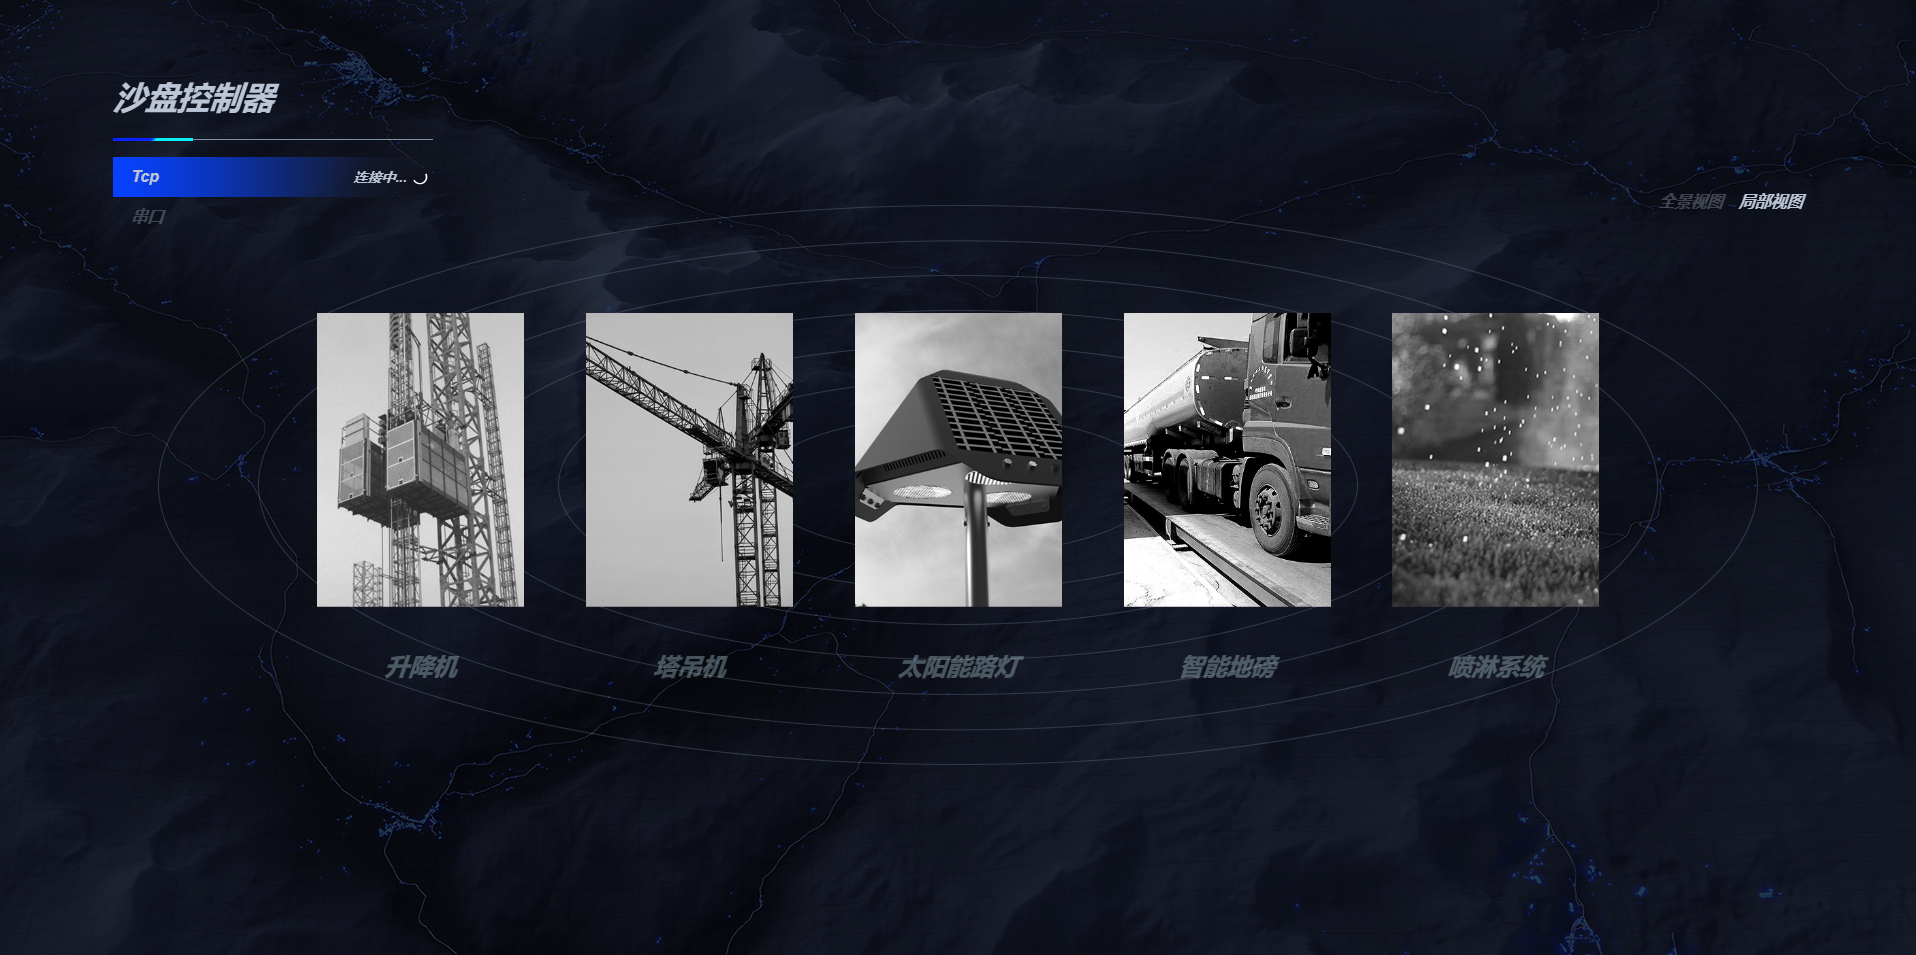 沙盘控制器
Tcp 连接中...
串口
全景视图 局部视图
升降机 塔吊机 太阳能路灯 智能地磅 喷淋系统